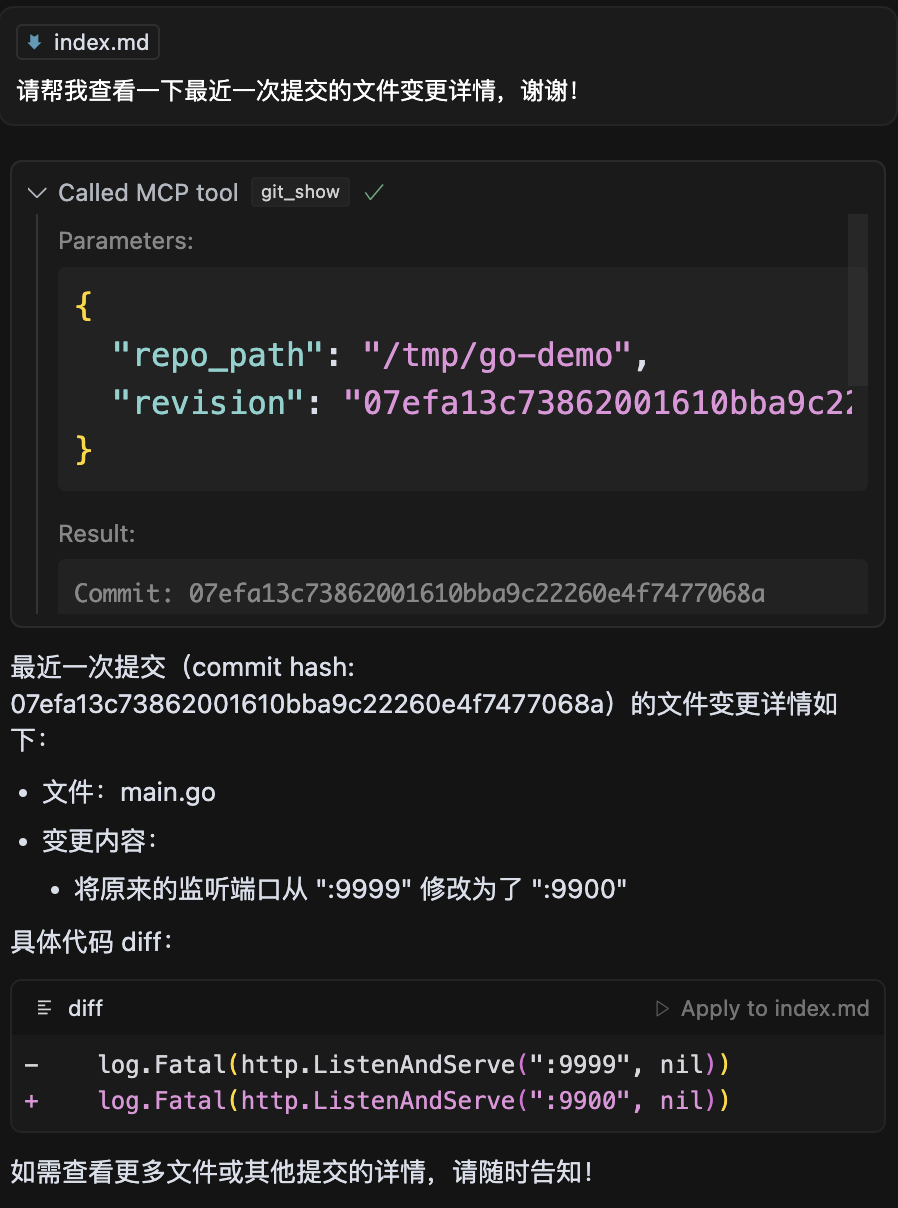 index.md
请帮我查看一下最近一次提交的文件变更详情，谢谢！
Called MCP tool git_show
Parameters:
{
"repo_path": "/tmp/go-demo",
"revision": "07efa13c73862001610bba9c22
}
Result:
Commit: 07efa13c73862001610bba9c22260e4f7477068a
最近一次提交（commit hash:
07efa13c73862001610bba9c22260e4f7477068a）的文件变更详情如
下：
• 文件：main.go
• 变更内容：
• 将原来的监听端口从 ":9999" 修改为了 ":9900"
具体代码 diff：
diff Apply to index.md
- log.Fatal(http.ListenAndServe(":9999", nil))
+ log.Fatal(http.ListenAndServe(":9900", nil))
如需查看更多文件或其他提交的详情，请随时告知！